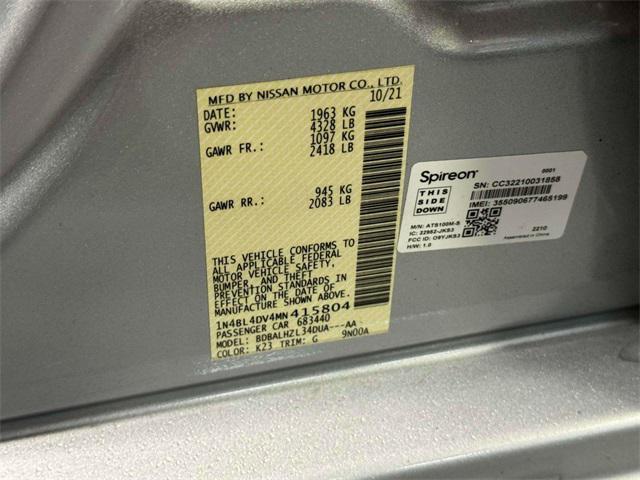 MFD BY NISSAN MOTOR CO., LTD.
DATE: 10/21
GVWR: 1963 KG
4328 LB
GAWR FR.: 1097 KG
2418 LB
GAWR RR.: 945 KG
2083 LB
THIS VEHICLE CONFORMS TO
ALL APPLICABLE FEDERAL
MOTOR VEHICLE SAFETY,
BUMPER, AND THEFT
PREVENTION STANDARDS IN
EFFECT ON THE DATE OF
MANUFACTURE SHOWN ABOVE.
1N4BL4DV4MN415804
PASSENGER CAR 683440
MODEL: BDBALHZL34DUA---AA
COLOR: K23 TRIM: G 9N00A
Spireon
0001
SN: CC32210031858
IMEI: 355090677465199
THIS
SIDE
DOWN
M/N: ATS100M-S
IC: 22982-JKS3
FCC ID: O9YJKS3
H/W: 1.0
2210
Assembled in China